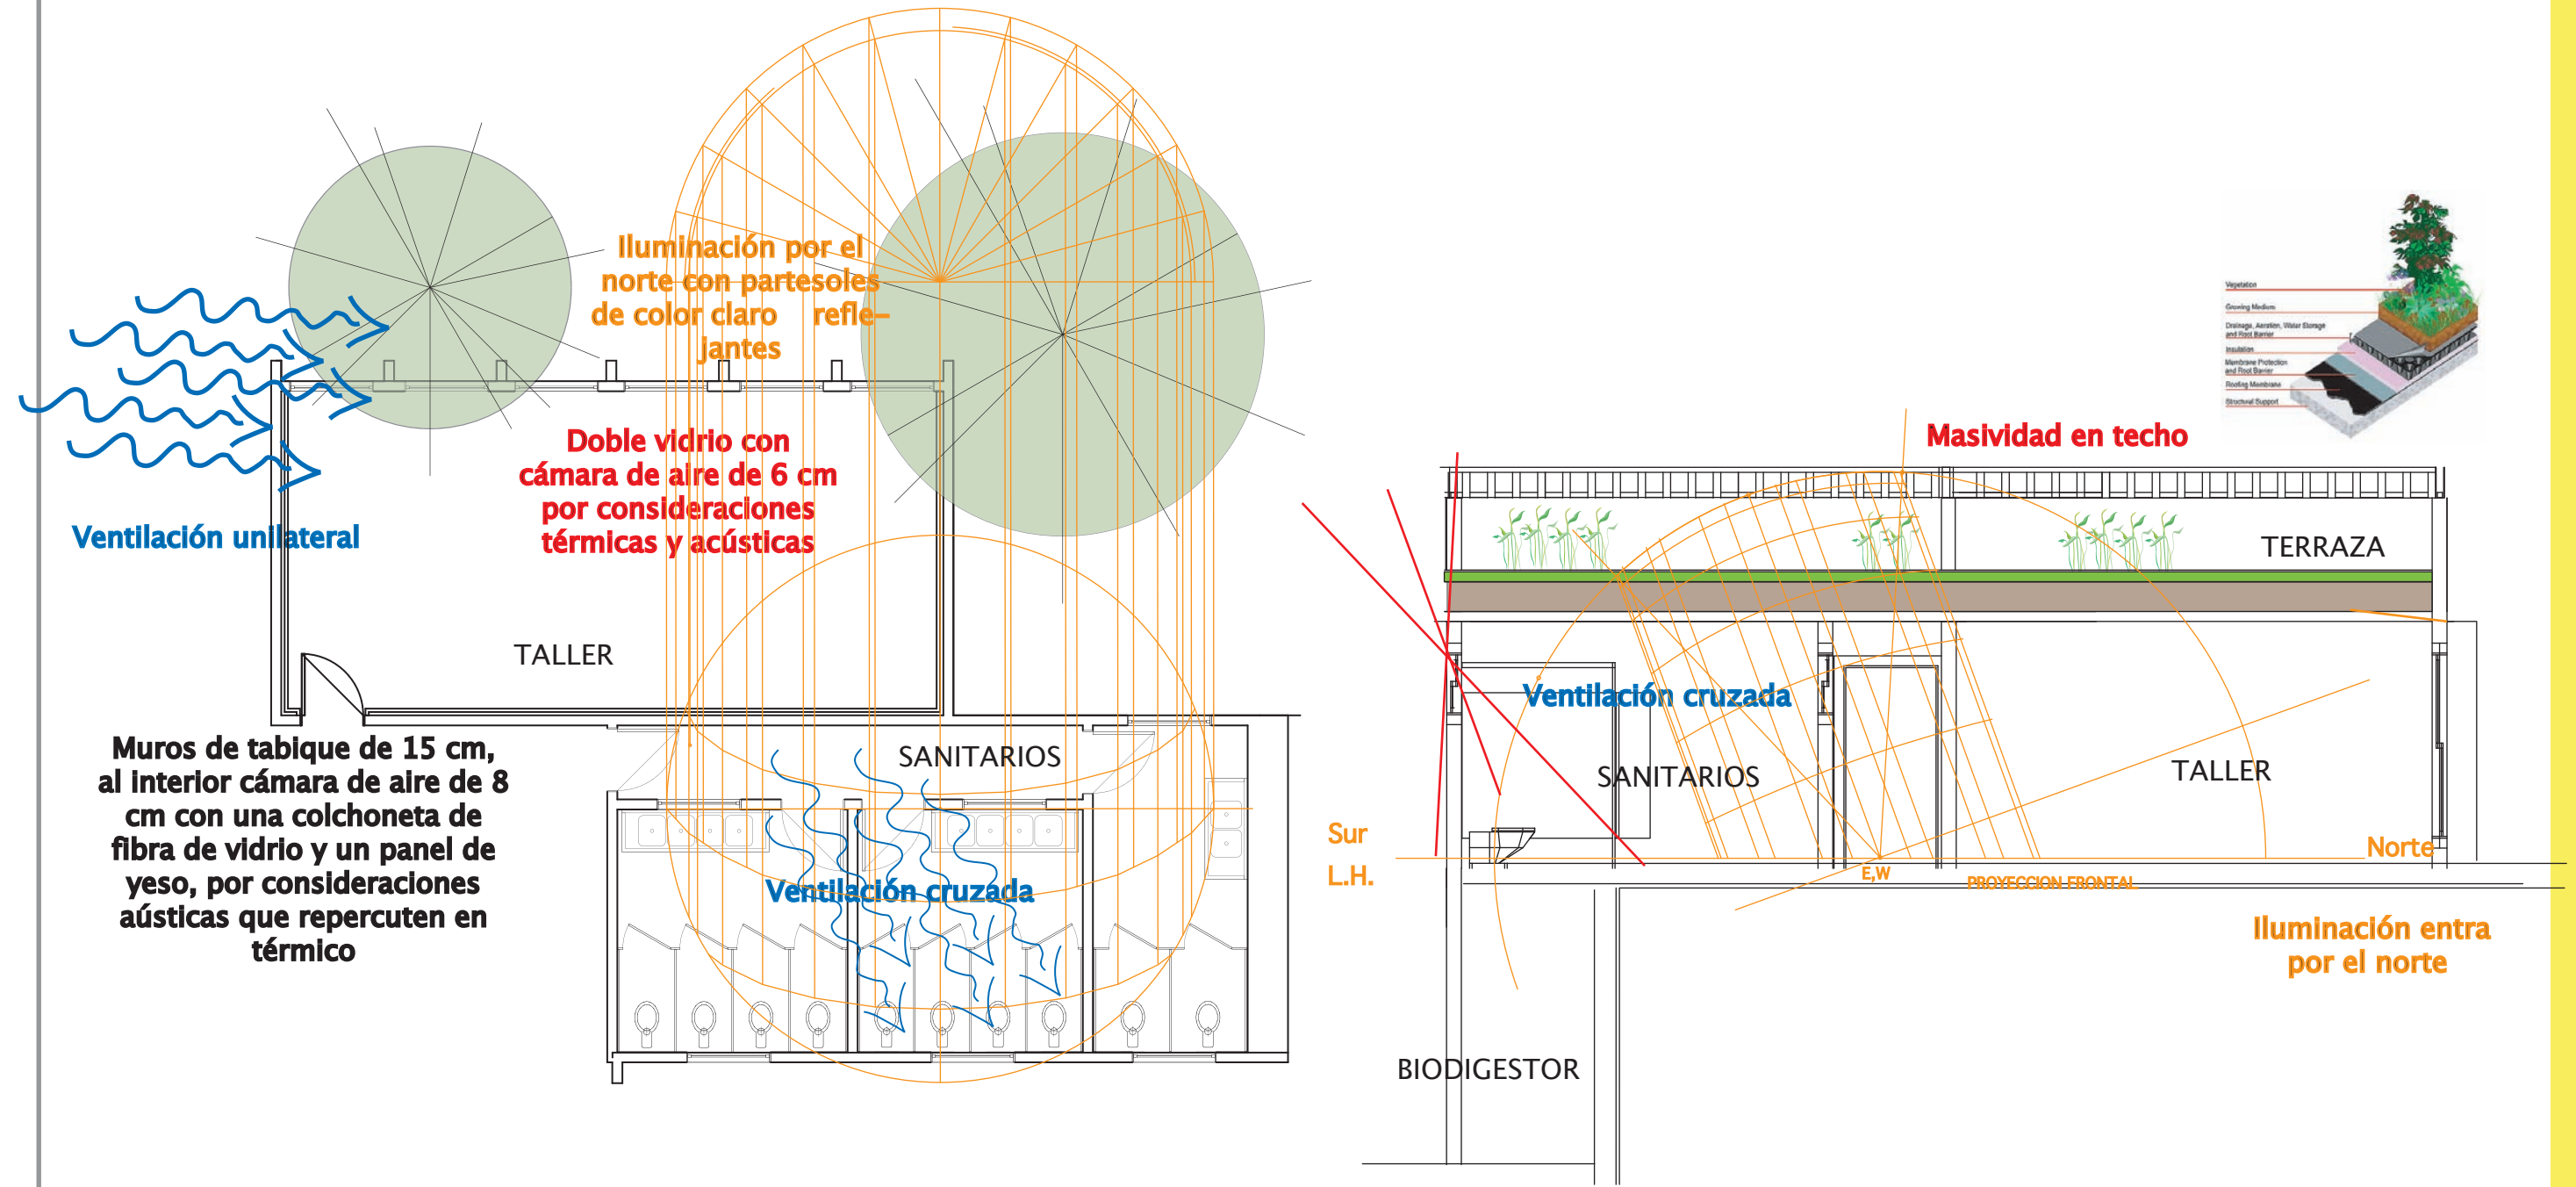 Iluminación por el
norte con partesoles
de color claro refle-
jantes
Doble vidrio con
cámara de aire de 6 cm
por consideraciones
térmicas y acústicas
Ventilación unilateral
TALLER
Muros de tabique de 15 cm,
al interior cámara de aire de 8
cm con una colchoneta de
fibra de vidrio y un panel de
yeso, por consideraciones
aústicas que repercuten en
térmico
SANITARIOS
Ventilación cruzada
Vegetation
Growing Medium
Drainage, Aeration, Water Storage
and Root Barrier
Insulation
Membrane Protection
and Root Barrier
Roofing Membrane
Structural Support
Masividad en techo
TERRAZA
Ventilación cruzada
SANITARIOS
TALLER
Sur
L.H.
Norte
E,W
PROYECCION FRONTAL
Iluminación entra
por el norte
BIODIGESTOR